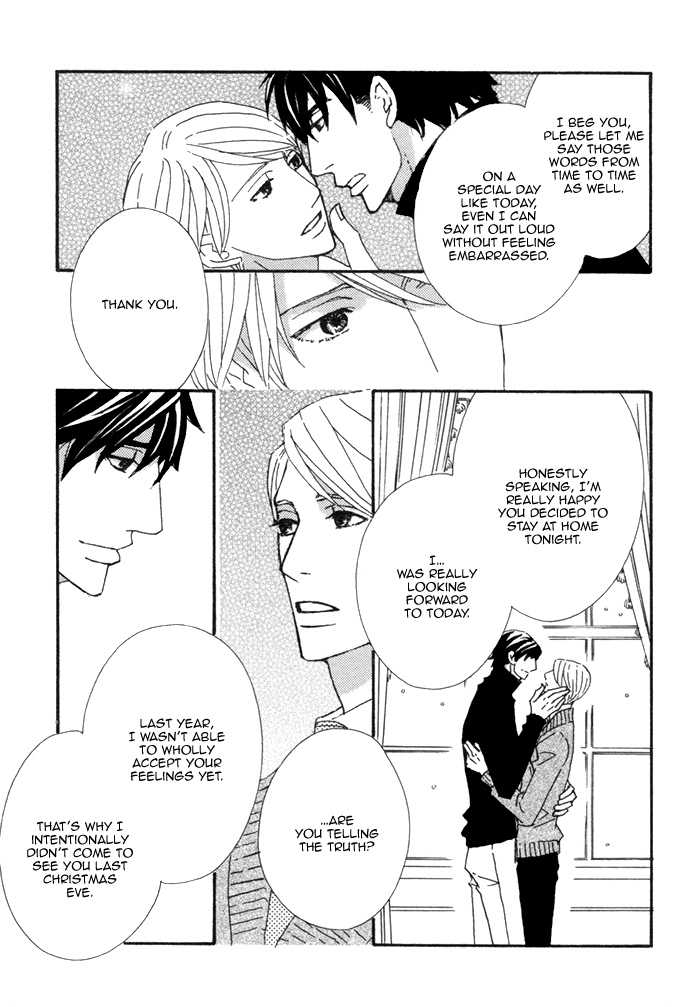 I BEG YOU,
PLEASE LET ME
SAY THOSE
WORDS FROM
TIME TO TIME
AS WELL.
ON A
SPECIAL DAY
LIKE TODAY,
EVEN I CAN
SAY IT OUT LOUD
WITHOUT FEELING
EMBARRASSED.
THANK YOU.
HONESTLY
SPEAKING, I'M
REALLY HAPPY
YOU DECIDED TO
STAY AT HOME
TONIGHT.
I...
WAS REALLY
LOOKING
FORWARD
TO TODAY.
...ARE
YOU TELLING
THE TRUTH?
LAST YEAR,
I WASN'T ABLE
TO WHOLLY
ACCEPT YOUR
FEELINGS YET.
THAT'S WHY I
INTENTIONALLY
DIDN'T COME TO
SEE YOU LAST
CHRISTMAS
EVE.